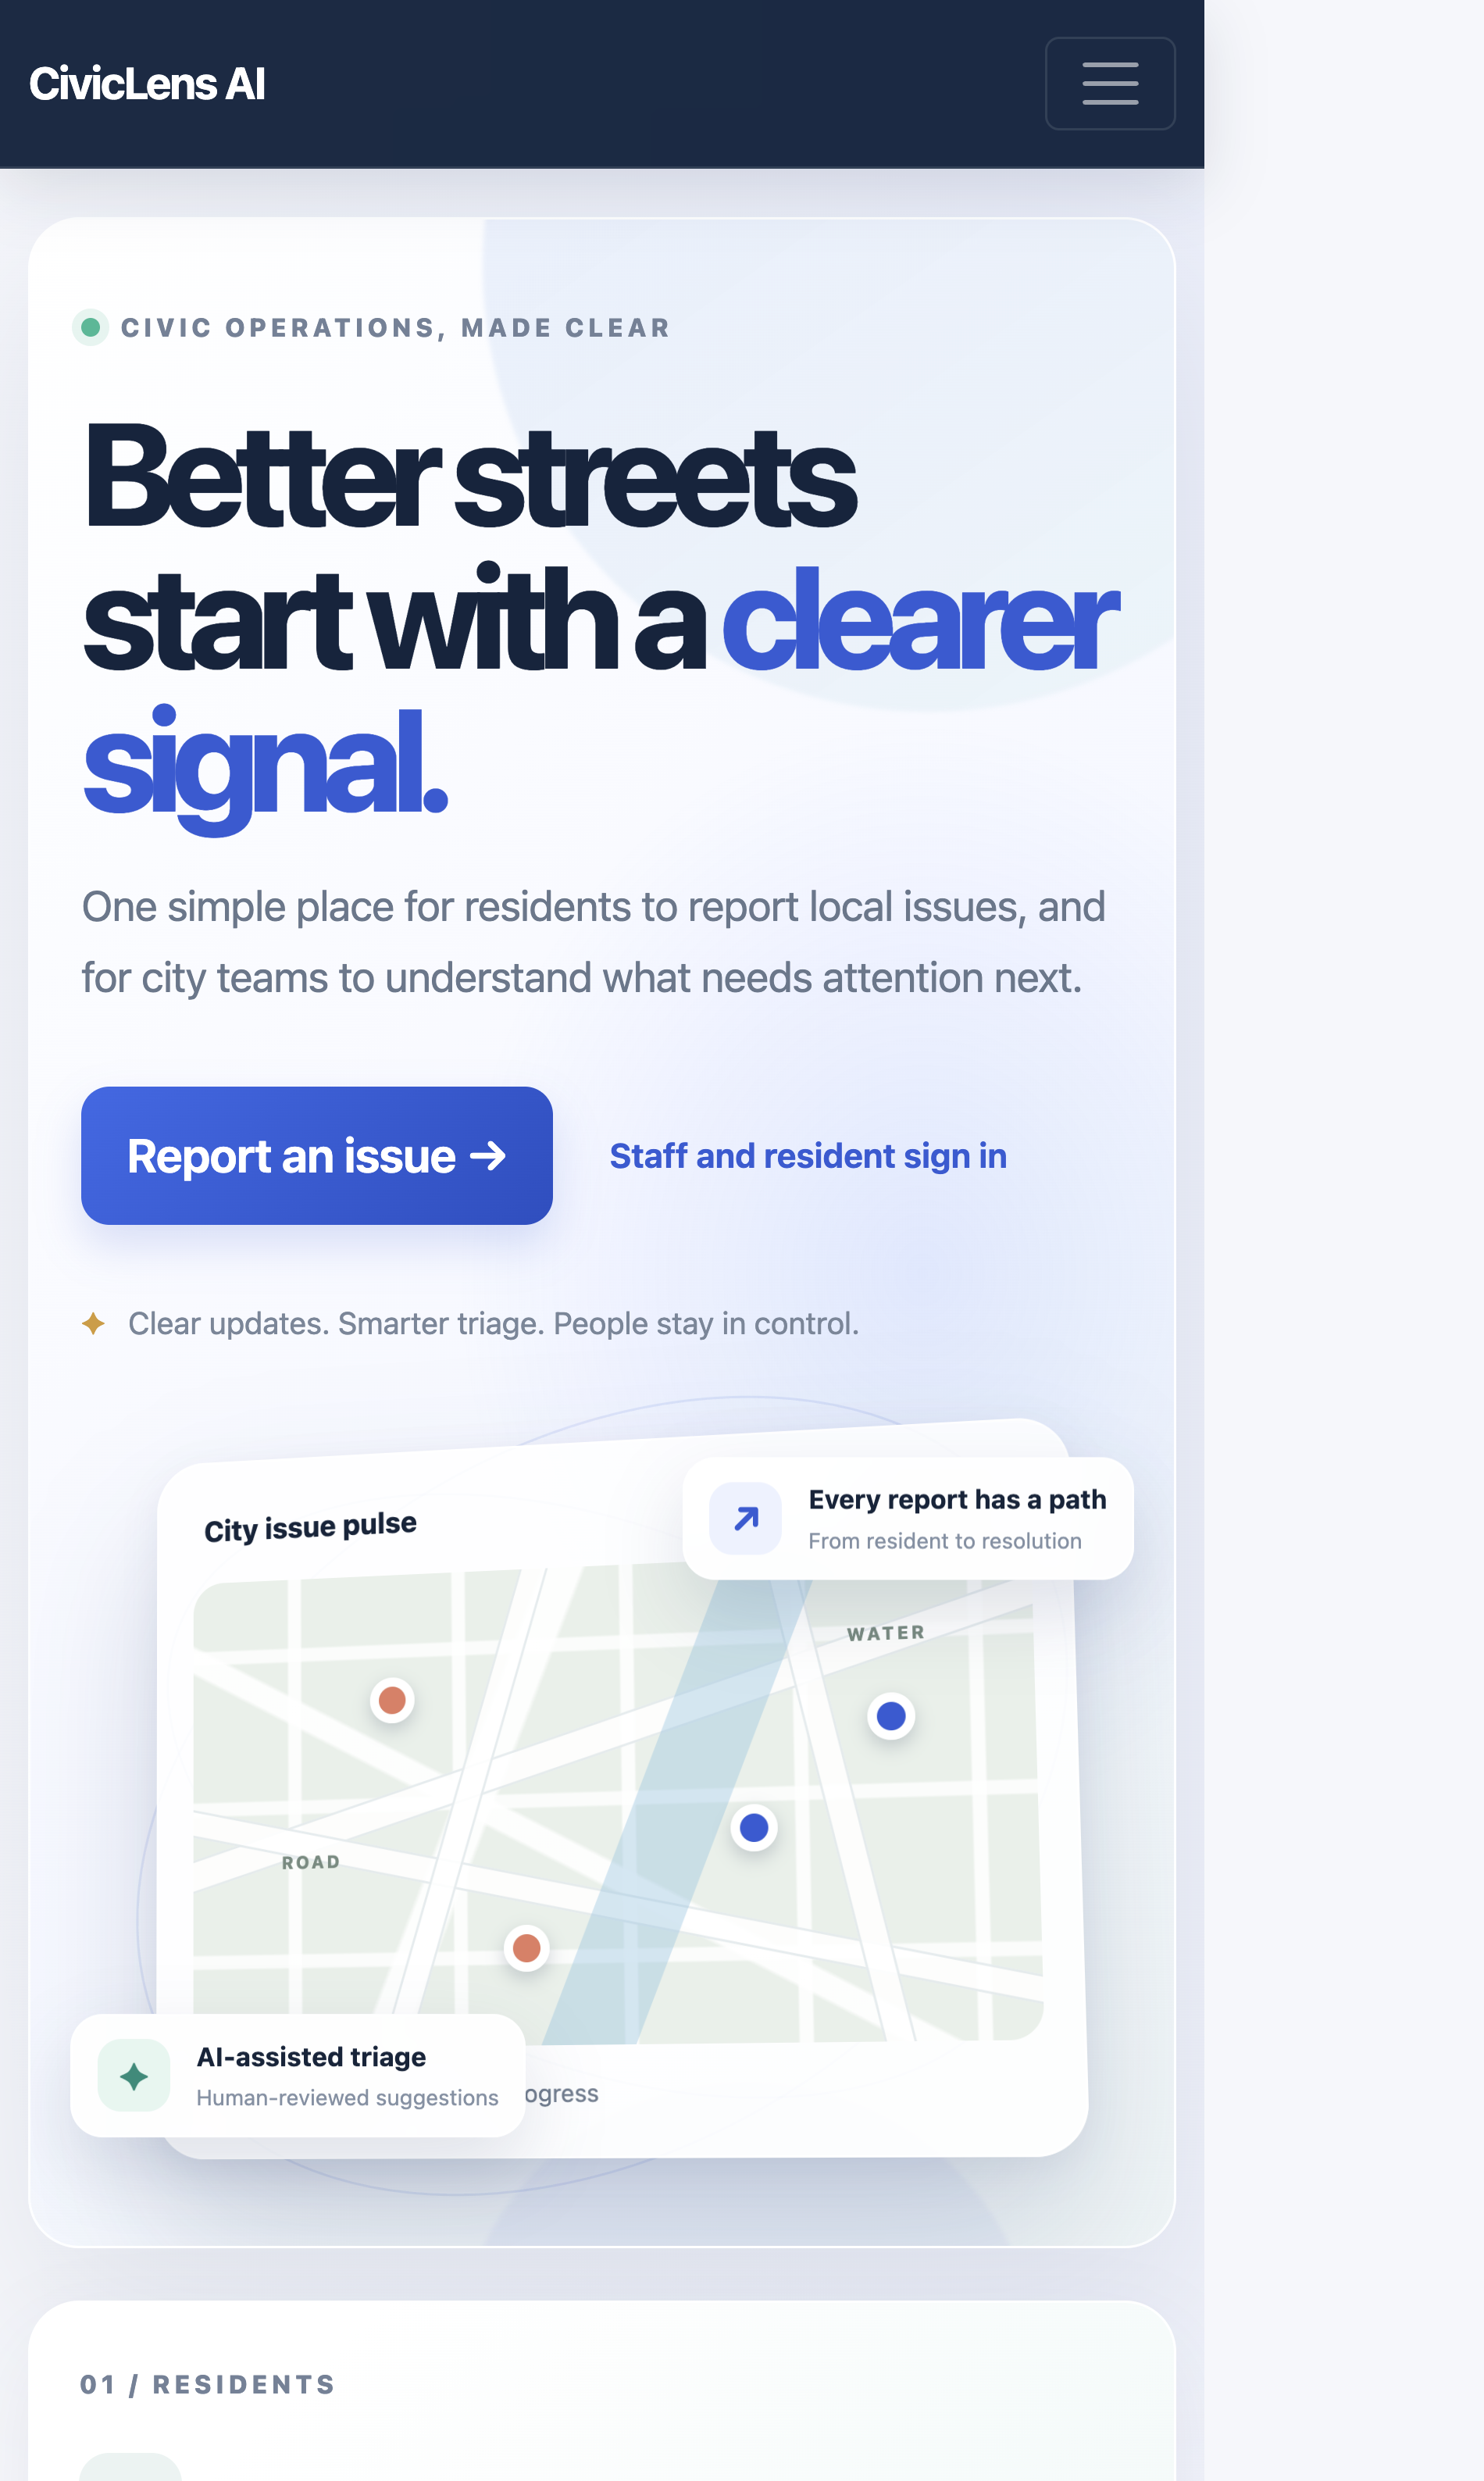 CivicLens AI
CIVIC OPERATIONS, MADE CLEAR
Better streets
start with a clearer
signal.
One simple place for residents to report local issues, and
for city teams to understand what needs attention next.
Report an issue →
Staff and resident sign in
Clear updates. Smarter triage. People stay in control.
City issue pulse
Every report has a path
From resident to resolution
WATER
ROAD
AI-assisted triage
Human-reviewed suggestions
ogress
01 / RESIDENTS